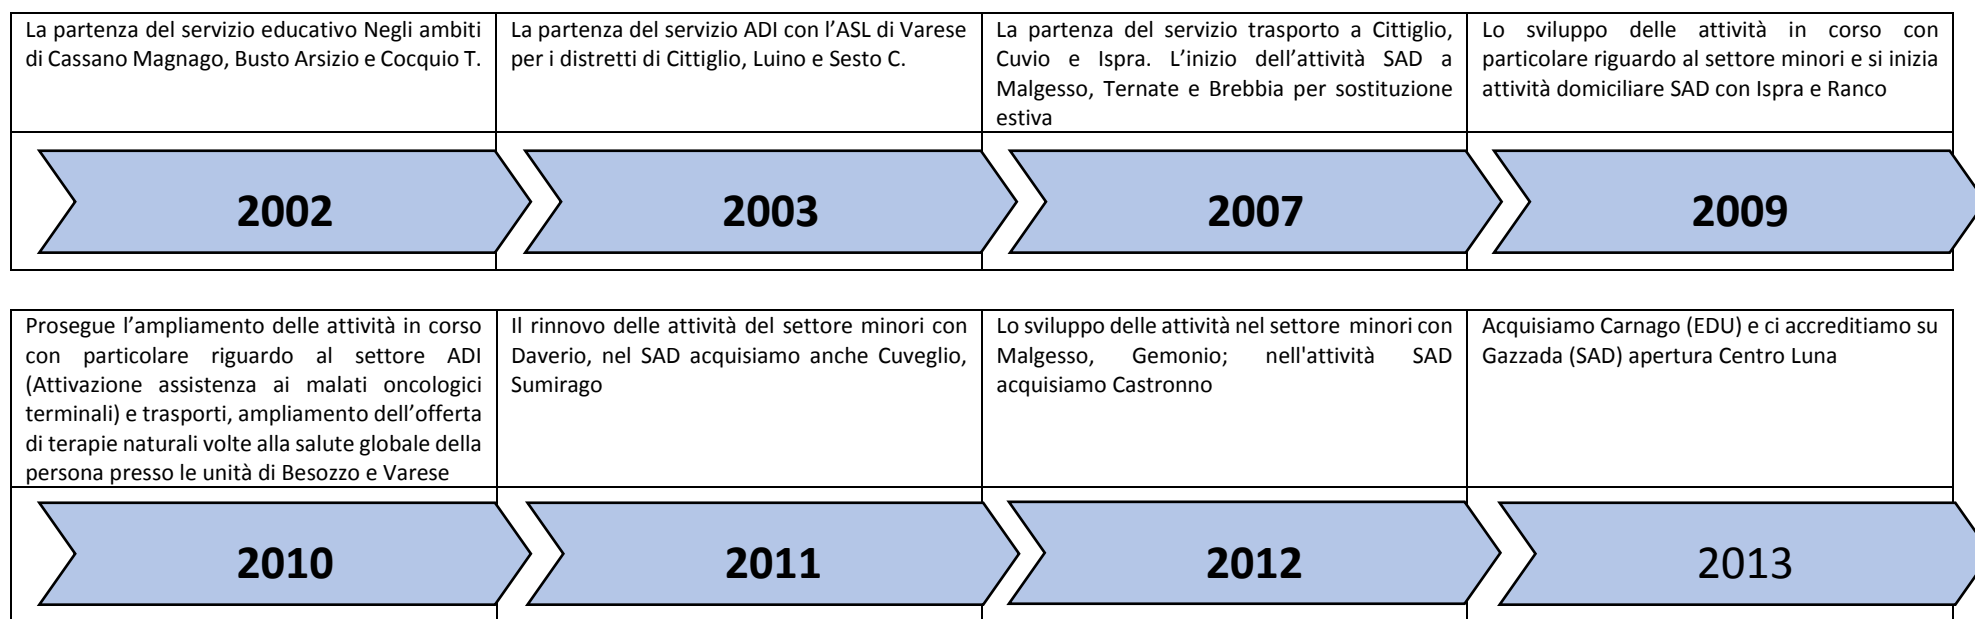 La partenza del servizio educativo Negli ambiti
di Cassano Magnago, Busto Arsizio e Cocquio T.
La partenza del servizio ADI con l’ASL di Varese
per i distretti di Cittiglio, Luino e Sesto C.
La partenza del servizio trasporto a Cittiglio,
Cuvio e Ispra. L’inizio dell’attività SAD a
Malgesso, Ternate e Brebbia per sostituzione
estiva
Lo sviluppo delle attività in corso con
particolare riguardo al settore minori e si inizia
attività domiciliare SAD con Ispra e Ranco
2002
2003
2007
2009
Prosegue l’ampliamento delle attività in corso
con particolare riguardo al settore ADI
(Attivazione assistenza ai malati oncologici
terminali) e trasporti, ampliamento dell’offerta
di terapie naturali volte alla salute globale della
persona presso le unità di Besozzo e Varese
Il rinnovo delle attività del settore minori con
Daverio, nel SAD acquisiamo anche Cuveglio,
Sumirago
Lo sviluppo delle attività nel settore minori con
Malgesso, Gemonio; nell'attività SAD
acquisiamo Castronno
Acquisiamo Carnago (EDU) e ci accreditiamo su
Gazzada (SAD) apertura Centro Luna
2010
2011
2012
2013